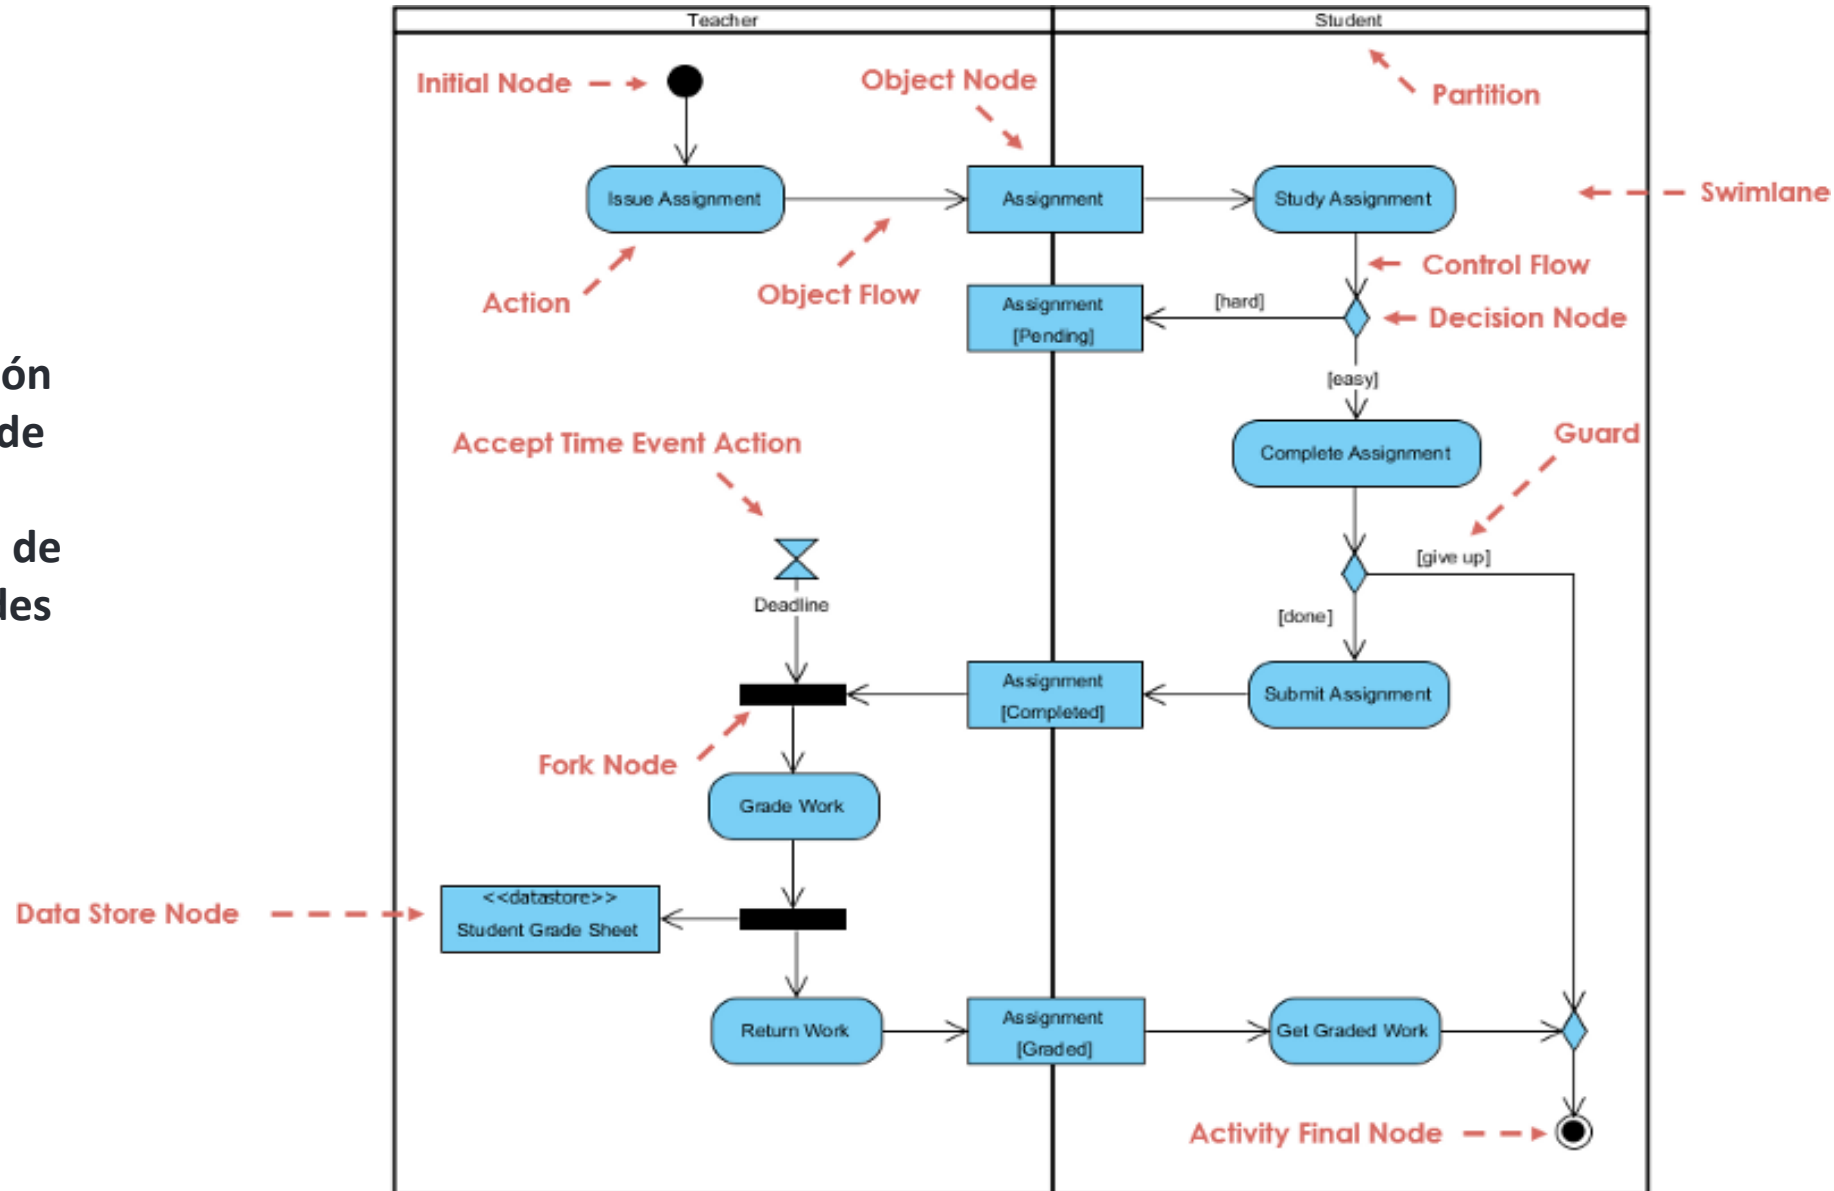 Teacher
Student
Initial Node
Object Node
Partition
Issue Assignment
Assignment
Study Assignment
Swimlane
Action
Object Flow
Control Flow
Assignment
[Pending]
[hard]
Decision Node
[easy]
ón
de
de
des
Accept Time Event Action
Complete Assignment
Guard
[give up]
Deadline
[done]
Assignment
[Completed]
Submit Assignment
Fork Node
Grade Work
Data Store Node
<<datastore>>
Student Grade Sheet
Return Work
Assignment
[Graded]
Get Graded Work
Activity Final Node